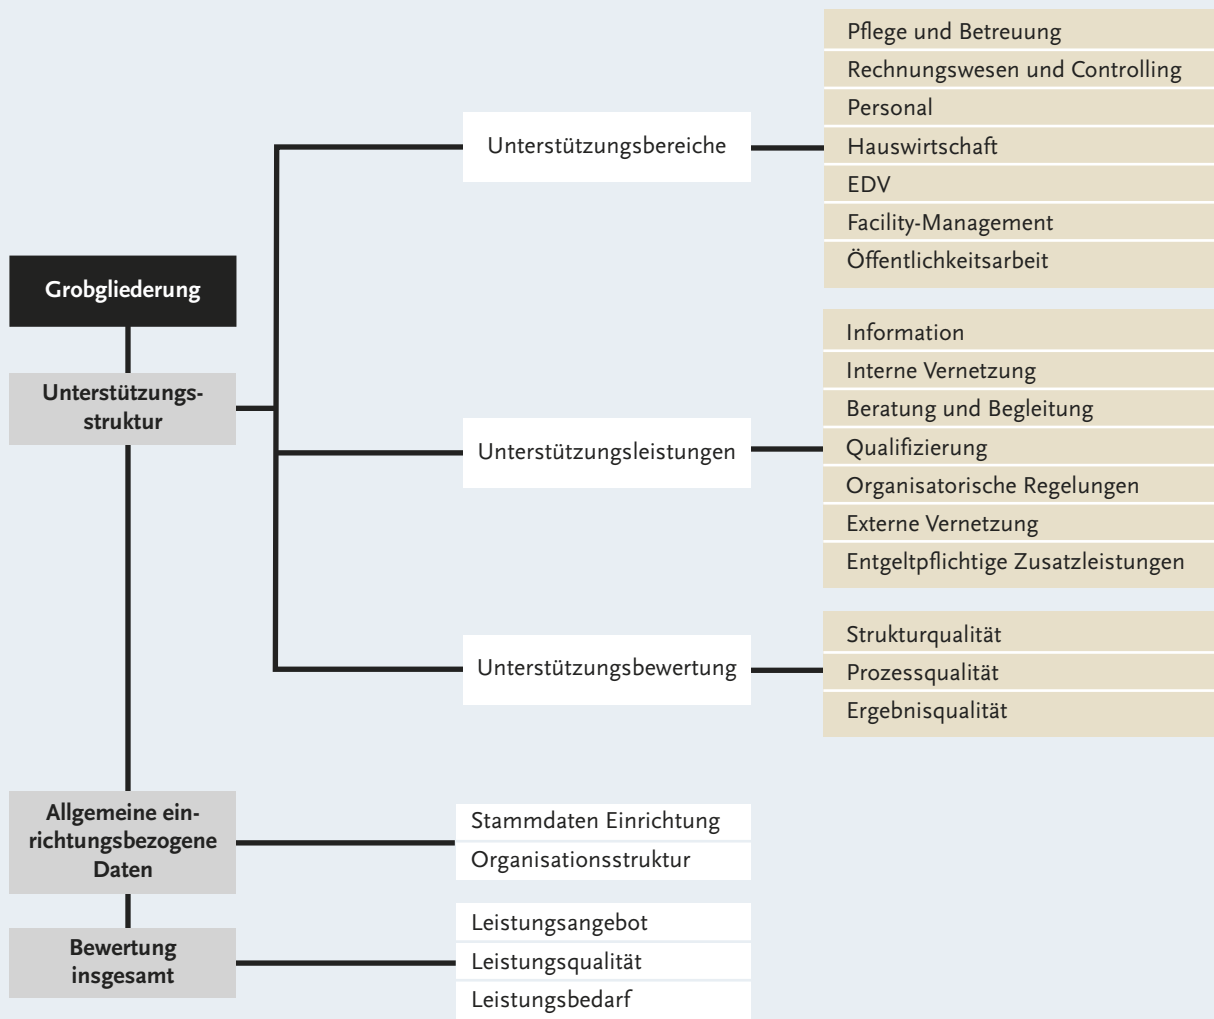 Grobgliederung
Unterstützungs-
struktur
Unterstützungsbereiche
Pflege und Betreuung
Rechnungswesen und Controlling
Personal
Hauswirtschaft
EDV
Facility-Management
Öffentlichkeitsarbeit
Unterstützungsleistungen
Information
Interne Vernetzung
Beratung und Begleitung
Qualifizierung
Organisatorische Regelungen
Externe Vernetzung
Entgeltpflichtige Zusatzleistungen
Unterstützungsbewertung
Strukturqualität
Prozessqualität
Ergebnisqualität
Allgemeine ein-
richtungsbezogene
Daten
Stammdaten Einrichtung
Organisationsstruktur
Bewertung
insgesamt
Leistungsangebot
Leistungsqualität
Leistungsbedarf